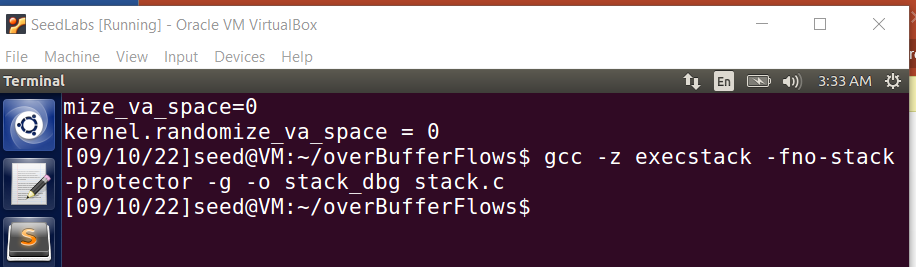 SeedLabs [Running] - Oracle VM VirtualBox
File Machine View Input Devices Help
Terminal En 3:33 AM
mize_va_space=0
kernel.randomize_va_space = 0
[09/10/22]seed@VM:~/overBufferFlows$ gcc -z execstack -fno-stack
-protector -g -o stack_dbg stack.c
[09/10/22]seed@VM:~/overBufferFlows$